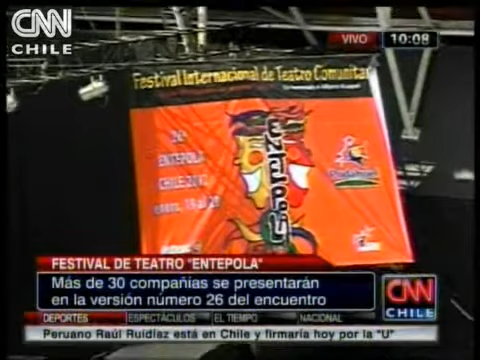 CNN
CHILE
VIVO
10:08
Festival Internacional de Teatro Comunitar
26º
ENTEPOLA
CHILE 2012
FESTIVAL DE TEATRO "ENTEPOLA"
Más de 30 compañías se presentarán
en la versión número 26 del encuentro
CNN
CHILE
DEPORTES
ESPECTÁCULOS
EL TIEMPO
NACIONAL
Peruano Raúl Ruidíaz está en Chile y firmaría hoy por la "U"